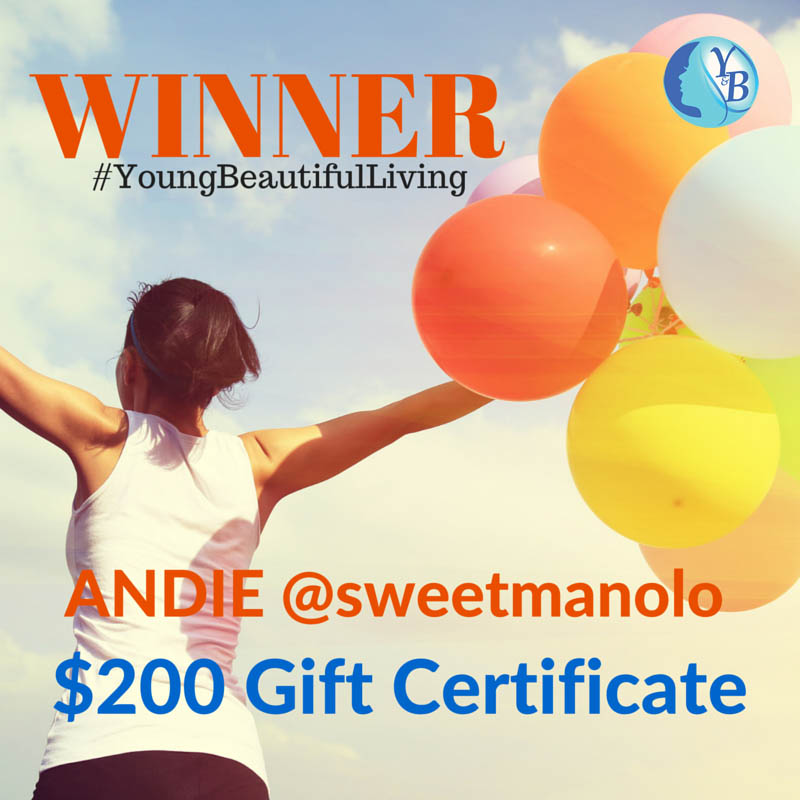 Y&B
WINNER
#YoungBeautifulLiving
ANDIE @sweetmanolo
$200 Gift Certificate